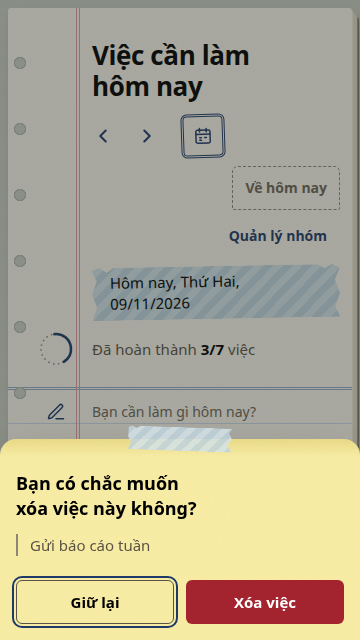 Việc cần làm
hôm nay
Về hôm nay
Quản lý nhóm
Hôm nay, Thứ Hai,
09/11/2026
Đã hoàn thành 3/7 việc
Bạn cần làm gì hôm nay?
Bạn có chắc muốn
xóa việc này không?
Gửi báo cáo tuần
Giữ lại
Xóa việc